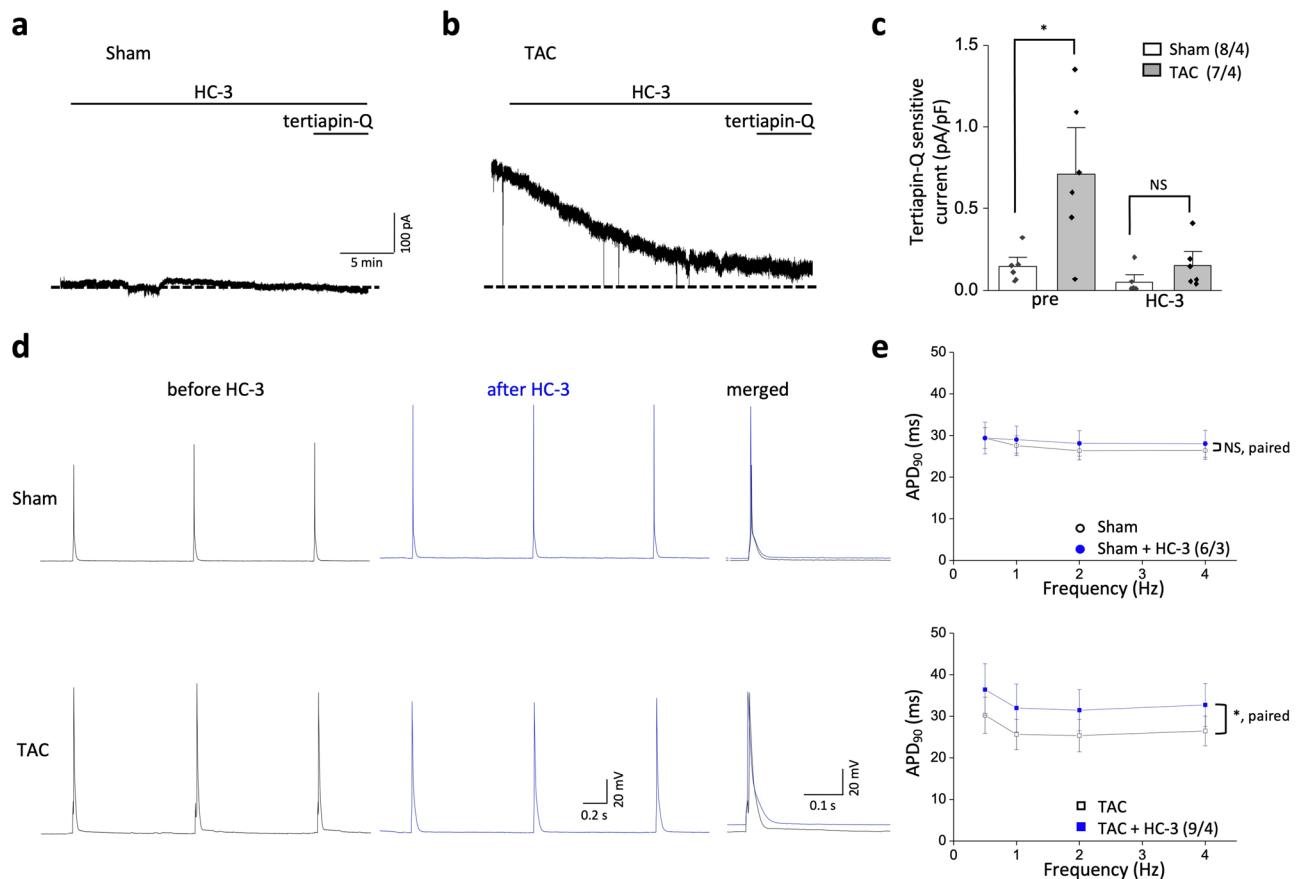 a
Sham
HC-3
tertiapin-Q
100 pA
5 min
b
TAC
HC-3
tertiapin-Q
c
Tertiapin-Q sensitive
current (pA/pF)
1.5
1.0
0.5
0.0
*
NS
Sham (8/4)
TAC (7/4)
pre
HC-3
d
before HC-3
after HC-3
merged
Sham
TAC
20 mV
0.2 s
20 mV
0.1 s
e
APD90 (ms)
50
40
30
20
10
0
NS, paired
Sham
Sham + HC-3 (6/3)
0 1 2 3 4
Frequency (Hz)
APD90 (ms)
50
40
30
20
10
0
*, paired
TAC
TAC + HC-3 (9/4)
0 1 2 3 4
Frequency (Hz)